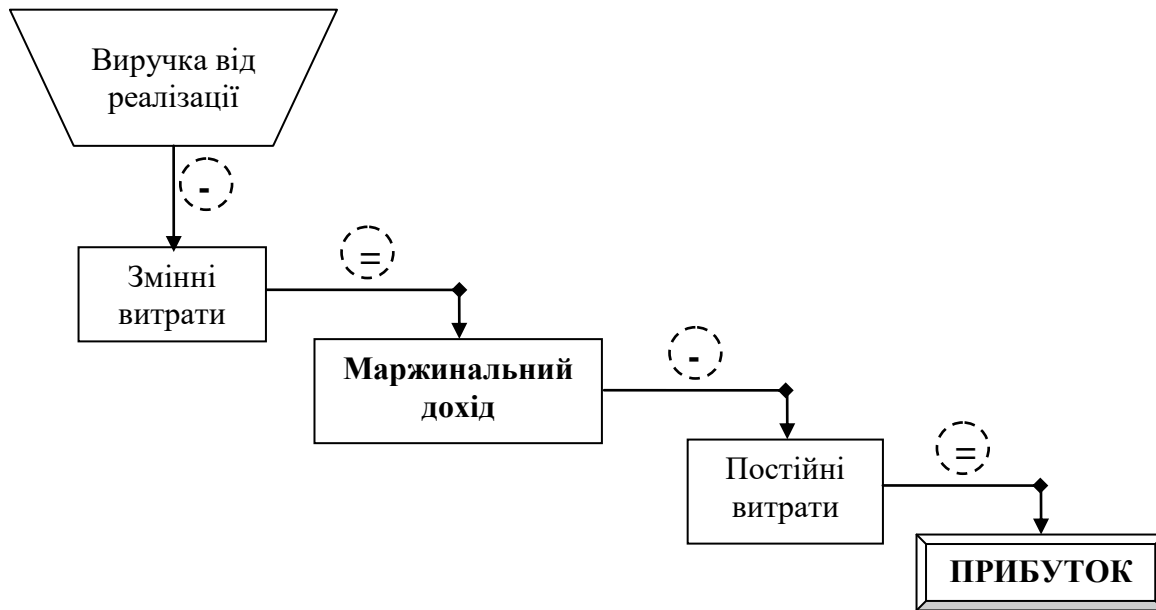 Виручка від
реалізації
-
Змінні
витрати
=
Маржинальний
дохід
-
Постійні
витрати
=
ПРИБУТОК